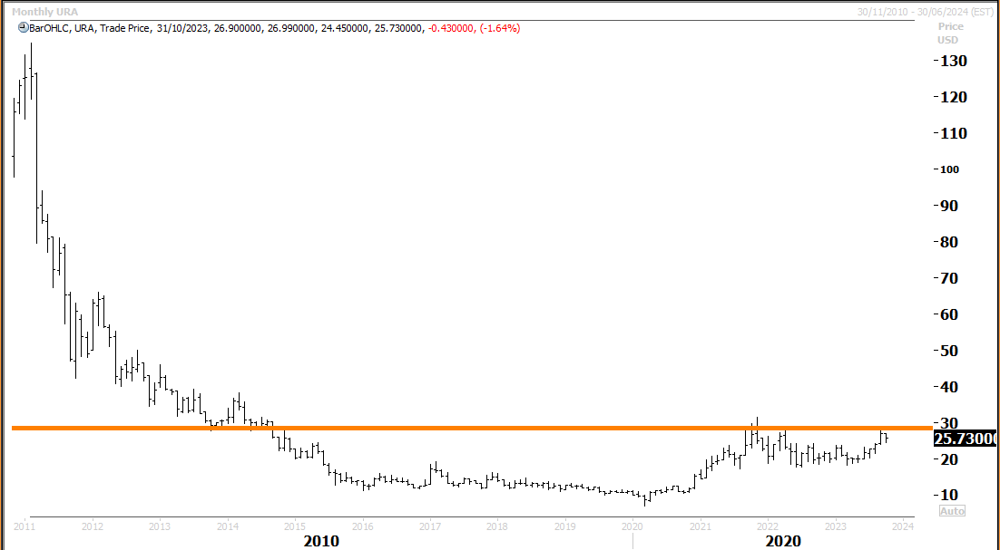 Monthly URA
30/11/2010 - 30/06/2024 (EST)
BarOHLC, URA, Trade Price, 31/10/2023, 26.900000, 26.990000, 24.450000, 25.730000, -0.430000, (-1.64%)
Price
USD
130
120
110
100
90
80
70
60
50
40
30
25.73000
20
10
Auto
2011 2012 2013 2014 2015 2016 2017 2018 2019 2020 2021 2022 2023 2024
2010 2020